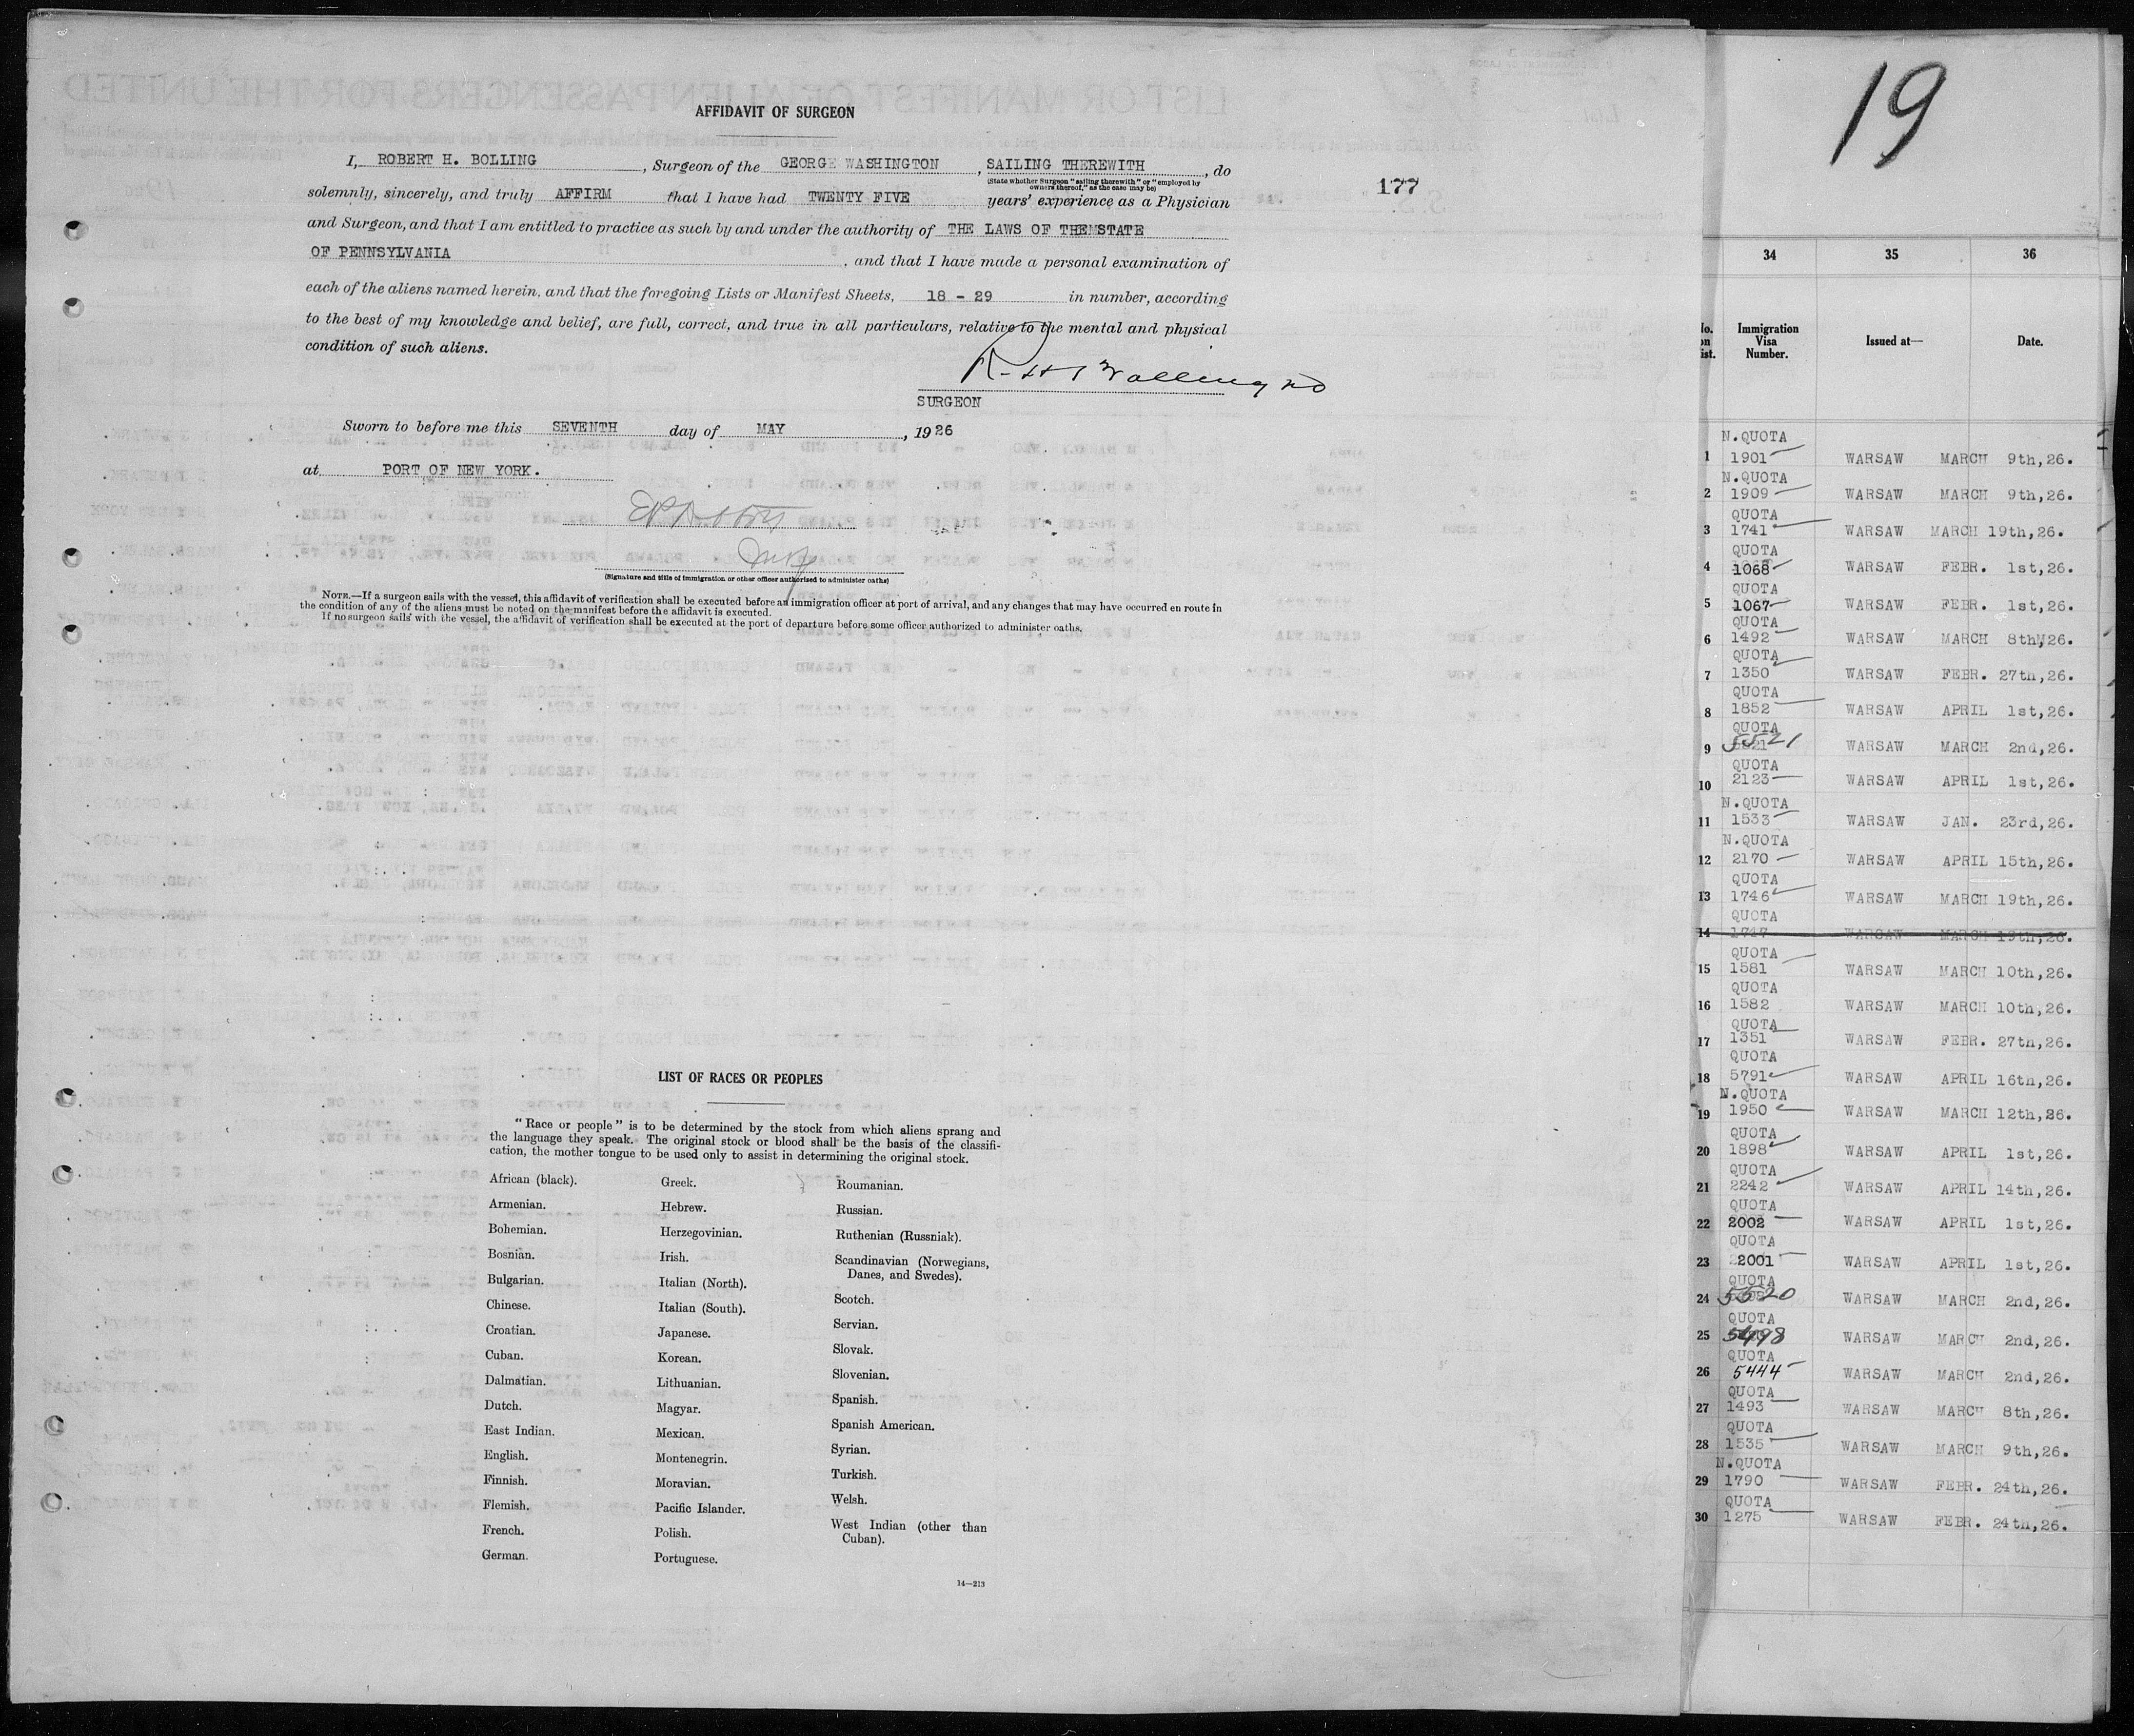 AFFIDAVIT OF SURGEON
I, ROBERT H. BOLLING, Surgeon of the GEORGE WASHINGTON, SAILING THEREWITH, do
(State whether Surgeon "sailing therewith" or "employed by
owners thereof," as the case may be)
solemnly, sincerely, and truly AFFIRM that I have had TWENTY FIVE years' experience as a Physician
and Surgeon, and that I am entitled to practice as such by and under the authority of THE LAWS OF THEMSTATE
OF PENNSYLVANIA, and that I have made a personal examination of
each of the aliens named herein, and that the foregoing Lists or Manifest Sheets, 18 - 29 in number, according
to the best of my knowledge and belief, are full, correct, and true in all particulars, relative to the mental and physical
condition of such aliens.
R. H. Bolling MD
SURGEON
Sworn to before me this SEVENTH day of MAY, 1926
at PORT OF NEW YORK.
(Signature and title of immigration or other officer authorized to administer oaths)
NOTE.—If a surgeon sails with the vessel, this affidavit of verification shall be executed before an immigration officer at port of arrival, and any changes that may have occurred en route in
the condition of any of the aliens must be noted on the manifest before the affidavit is executed.
If no surgeon sails with the vessel, the affidavit of verification shall be executed at the port of departure before some officer authorized to administer oaths.
177
LIST OF RACES OR PEOPLES
"Race or people" is to be determined by the stock from which aliens sprang and
the language they speak. The original stock or blood shall be the basis of the classifi-
cation, the mother tongue to be used only to assist in determining the original stock.
African (black).
Armenian.
Bohemian.
Bosnian.
Bulgarian.
Chinese.
Croatian.
Cuban.
Dalmatian.
Dutch.
East Indian.
English.
Finnish.
Flemish.
French.
German.
Greek.
Hebrew.
Herzegovinian.
Irish.
Italian (North).
Italian (South).
Japanese.
Korean.
Lithuanian.
Magyar.
Mexican.
Montenegrin.
Moravian.
Pacific Islander.
Polish.
Portuguese.
Roumanian.
Russian.
Ruthenian (Russniak).
Scandinavian (Norwegians,
Danes, and Swedes).
Scotch.
Servian.
Slovak.
Slovenian.
Spanish.
Spanish American.
Syrian.
Turkish.
Welsh.
West Indian (other than
Cuban).
14—213
19
34 35 36
Immigration Visa Number. Issued at— Date.
N.QUOTA
1 1901 WARSAW MARCH 9th,26.
N.QUOTA
2 1909 WARSAW MARCH 9th,26.
QUOTA
3 1741 WARSAW MARCH 19th,26.
QUOTA
4 1068 WARSAW FEBR. 1st,26.
QUOTA
5 1067 WARSAW FEBR. 1st,26.
QUOTA
6 1492 WARSAW MARCH 8th,26.
QUOTA
7 1350 WARSAW FEBR. 27th,26.
QUOTA
8 1852 WARSAW APRIL 1st,26.
QUOTA
9 5521 WARSAW MARCH 2nd,26.
QUOTA
10 2123 WARSAW APRIL 1st,26.
N.QUOTA
11 1533 WARSAW JAN. 23rd,26.
N.QUOTA
12 2170 WARSAW APRIL 15th,26.
QUOTA
13 1746 WARSAW MARCH 19th,26.
QUOTA
14 1747 WARSAW MARCH 19th,26.
QUOTA
15 1581 WARSAW MARCH 10th,26.
QUOTA
16 1582 WARSAW MARCH 10th,26.
QUOTA
17 1351 WARSAW FEBR. 27th,26.
QUOTA
18 5791 WARSAW APRIL 16th,26.
N.QUOTA
19 1950 WARSAW MARCH 12th,26.
QUOTA
20 1898 WARSAW APRIL 1st,26.
QUOTA
21 2242 WARSAW APRIL 14th,26.
QUOTA
22 2002 WARSAW APRIL 1st,26.
QUOTA
23 2001 WARSAW APRIL 1st,26.
QUOTA
24 5520 WARSAW MARCH 2nd,26.
QUOTA
25 5498 WARSAW MARCH 2nd,26.
QUOTA
26 5444 WARSAW MARCH 2nd,26.
QUOTA
27 1493 WARSAW MARCH 8th,26.
QUOTA
28 1535 WARSAW MARCH 9th,26.
N.QUOTA
29 1790 WARSAW FEBR. 24th,26.
QUOTA
30 1275 WARSAW FEBR. 24th,26.